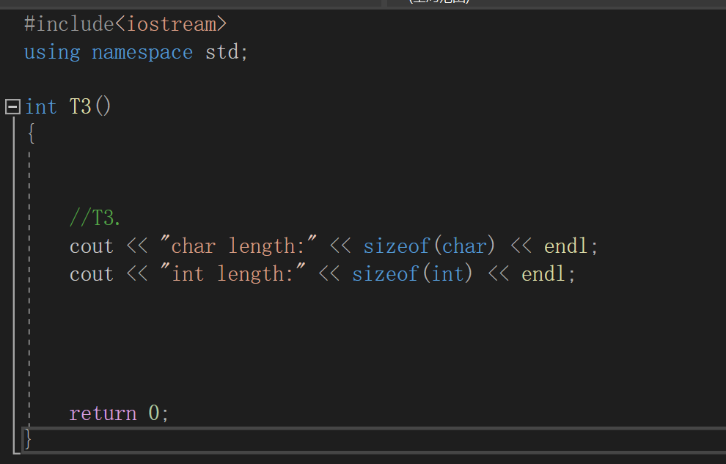 #include<iostream>
using namespace std;
int T3()
{
//T3.
cout << "char length:" << sizeof(char) << endl;
cout << "int length:" << sizeof(int) << endl;
return 0;
}